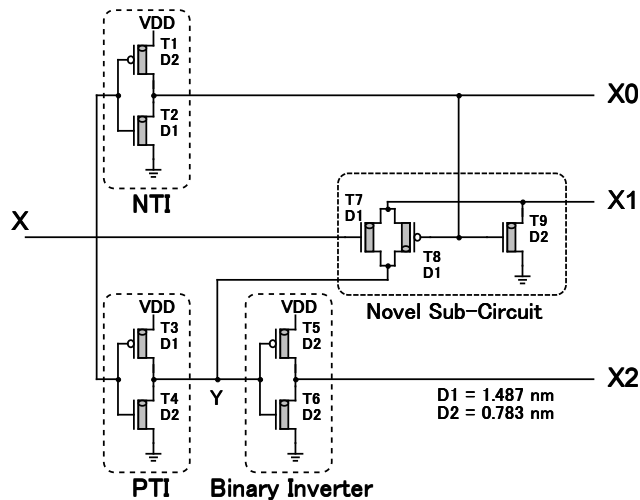 VDD
T1
D2
T2
D1
NTI
X0
X
T7
D1
T8
D1
T9
D2
X1
Novel Sub-Circuit
VDD
T3
D1
T4
D2
PTI
Y
VDD
T5
D2
T6
D2
Binary Inverter
X2
D1 = 1.487 nm
D2 = 0.783 nm